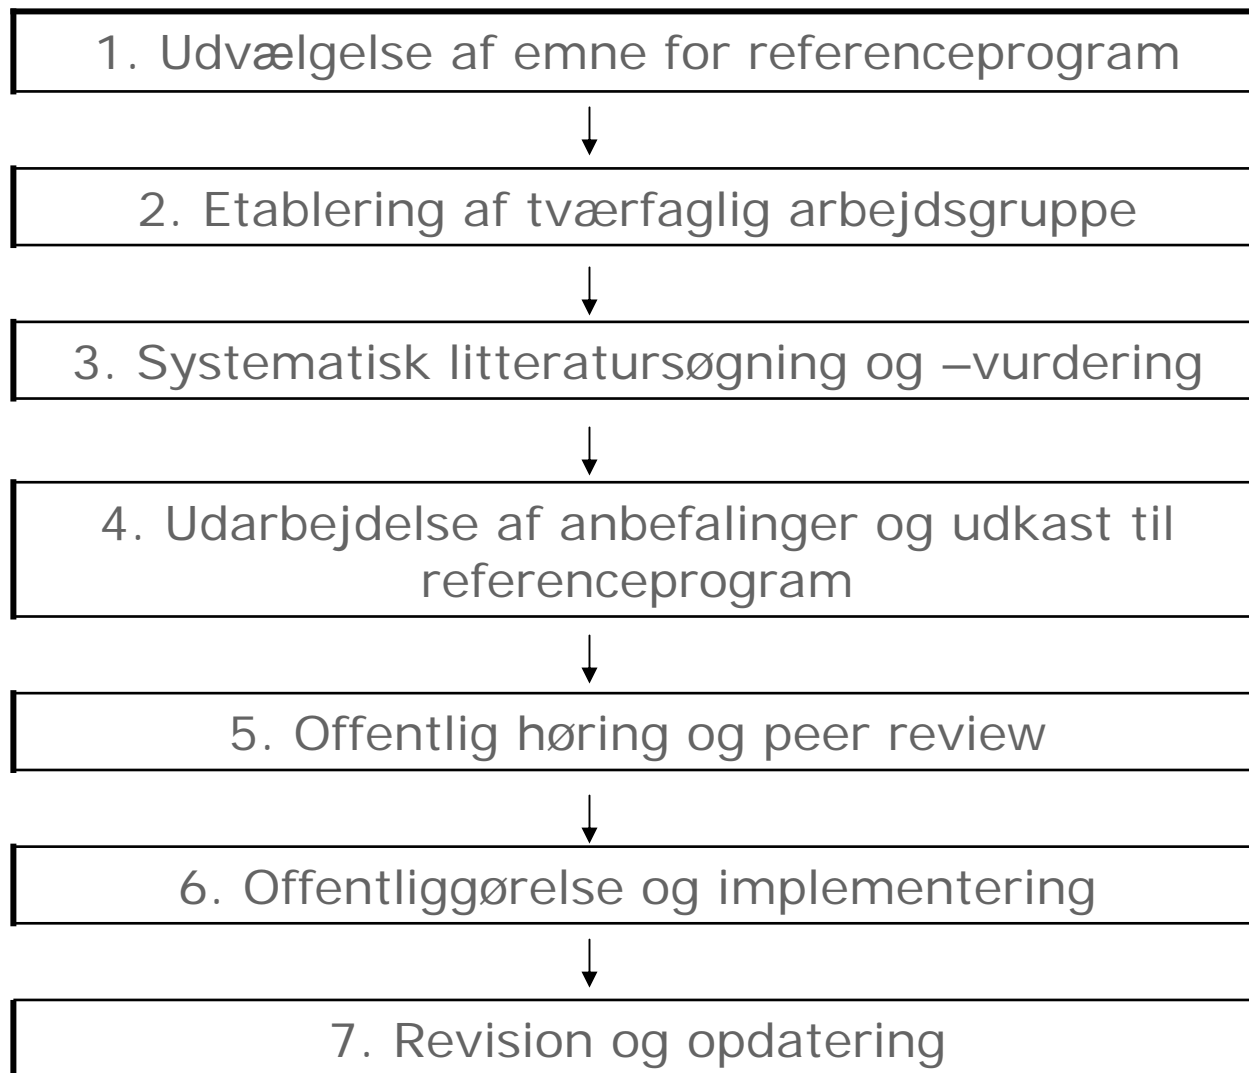 1. Udvælgelse af emne for referenceprogram
2. Etablering af tværfaglig arbejdsgruppe
3. Systematisk litteratursøgning og –vurdering
4. Udarbejdelse af anbefalinger og udkast til
referenceprogram
5. Offentlig høring og peer review
6. Offentliggørelse og implementering
7. Revision og opdatering